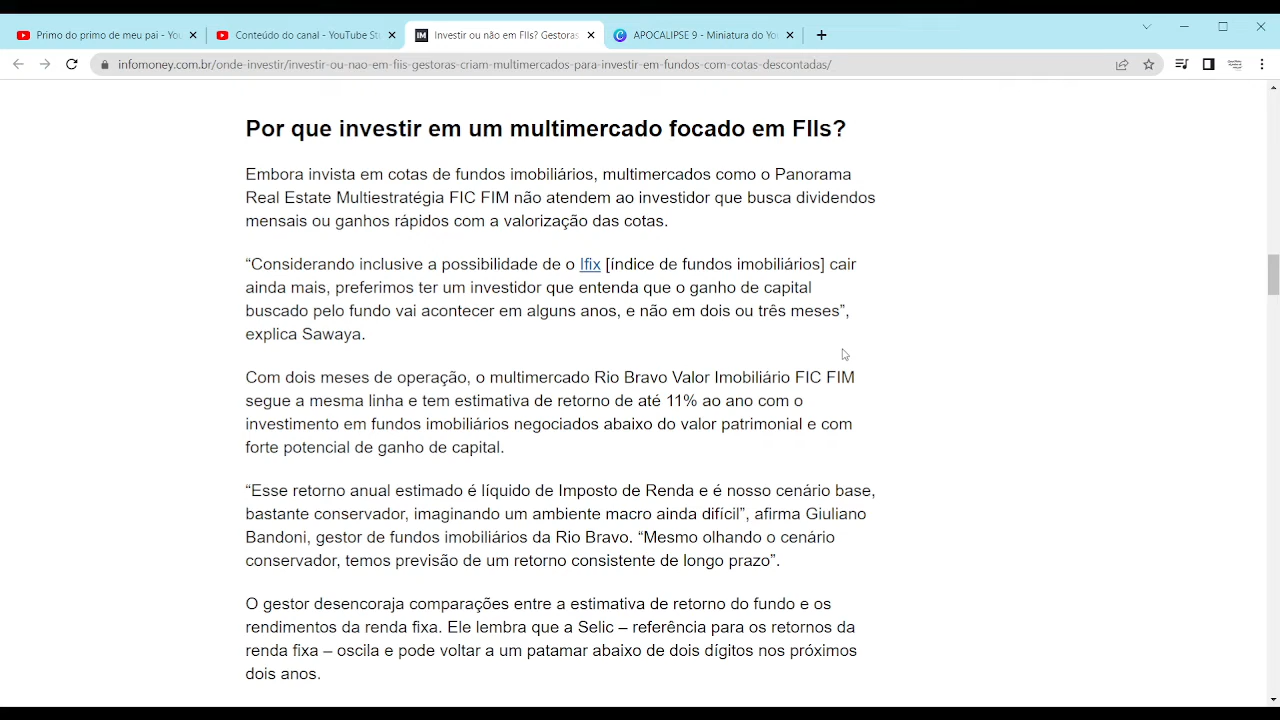 Primo do primo de meu pai - You
Conteúdo do canal - YouTube Stu
IM
Investir ou não em FIIs? Gestoras
C
APOCALIPSE 9 - Miniatura do You
infomoney.com.br/onde-investir/investir-ou-nao-em-fiis-gestoras-criam-multimercados-para-investir-em-fundos-com-cotas-descontadas/
Por que investir em um multimercado focado em FIIs?
Embora invista em cotas de fundos imobiliários, multimercados como o Panorama
Real Estate Multiestratégia FIC FIM não atendem ao investidor que busca dividendos
mensais ou ganhos rápidos com a valorização das cotas.
“Considerando inclusive a possibilidade de o Ifix [índice de fundos imobiliários] cair
ainda mais, preferimos ter um investidor que entenda que o ganho de capital
buscado pelo fundo vai acontecer em alguns anos, e não em dois ou três meses”,
explica Sawaya.
Com dois meses de operação, o multimercado Rio Bravo Valor Imobiliário FIC FIM
segue a mesma linha e tem estimativa de retorno de até 11% ao ano com o
investimento em fundos imobiliários negociados abaixo do valor patrimonial e com
forte potencial de ganho de capital.
“Esse retorno anual estimado é líquido de Imposto de Renda e é nosso cenário base,
bastante conservador, imaginando um ambiente macro ainda difícil”, afirma Giuliano
Bandoni, gestor de fundos imobiliários da Rio Bravo. “Mesmo olhando o cenário
conservador, temos previsão de um retorno consistente de longo prazo”.
O gestor desencoraja comparações entre a estimativa de retorno do fundo e os
rendimentos da renda fixa. Ele lembra que a Selic – referência para os retornos da
renda fixa – oscila e pode voltar a um patamar abaixo de dois dígitos nos próximos
dois anos.